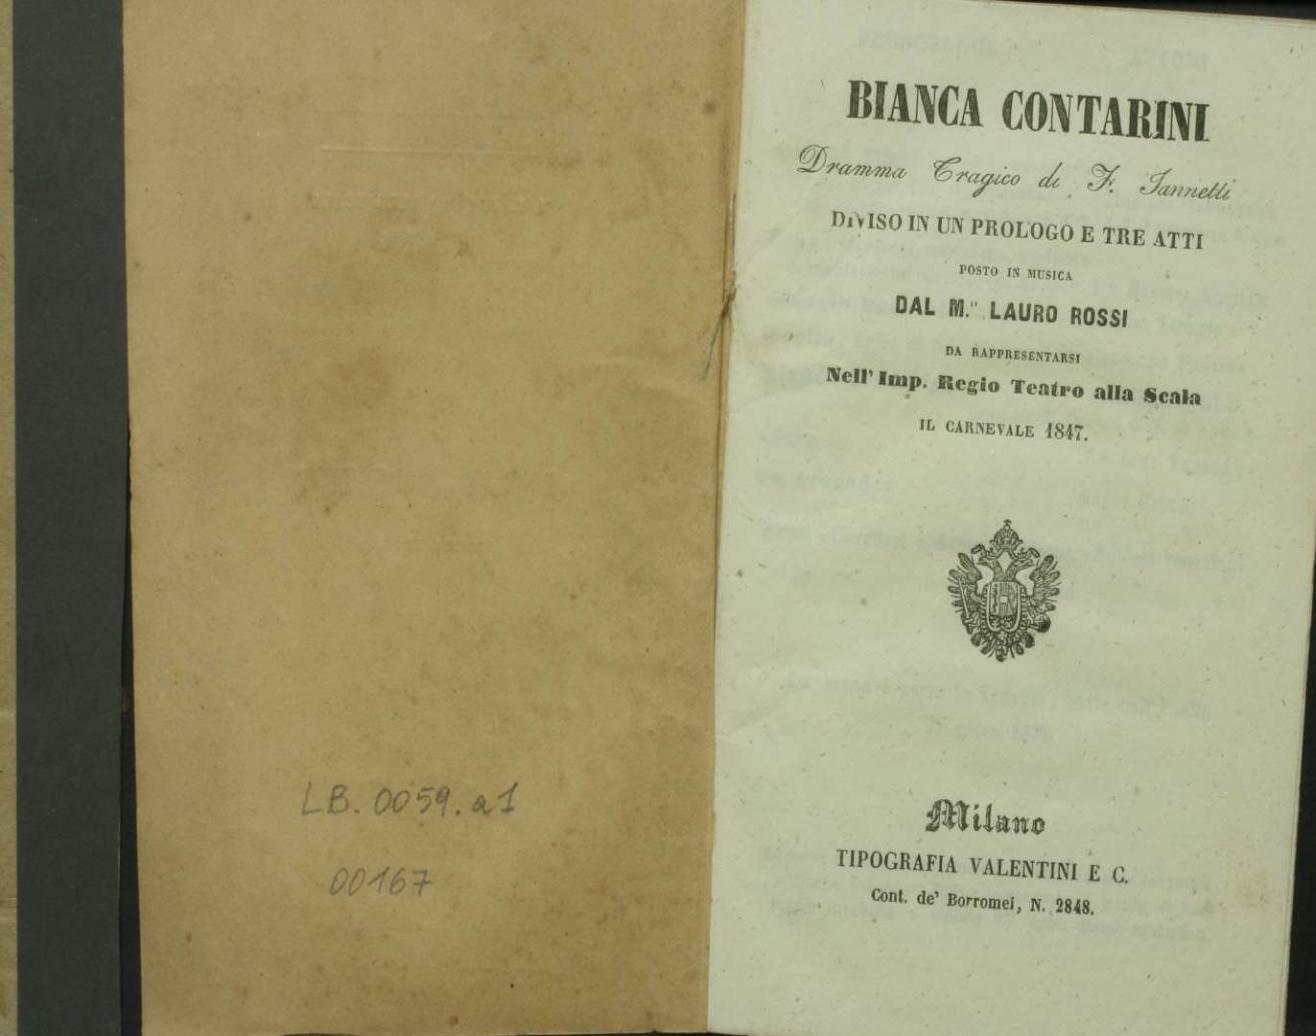 LB. 0059. a1
00167
BIANCA CONTARINI
Dramma Tragico di F. Jannetti
DIVISO IN UN PROLOGO E TRE ATTI
POSTO IN MUSICA
DAL M.° LAURO ROSSI
DA RAPPRESENTARSI
Nell' Imp. Regio Teatro alla Scala
IL CARNEVALE 1847.
Milano
TIPOGRAFIA VALENTINI E C.
Cont. de' Borromei, N. 2848.